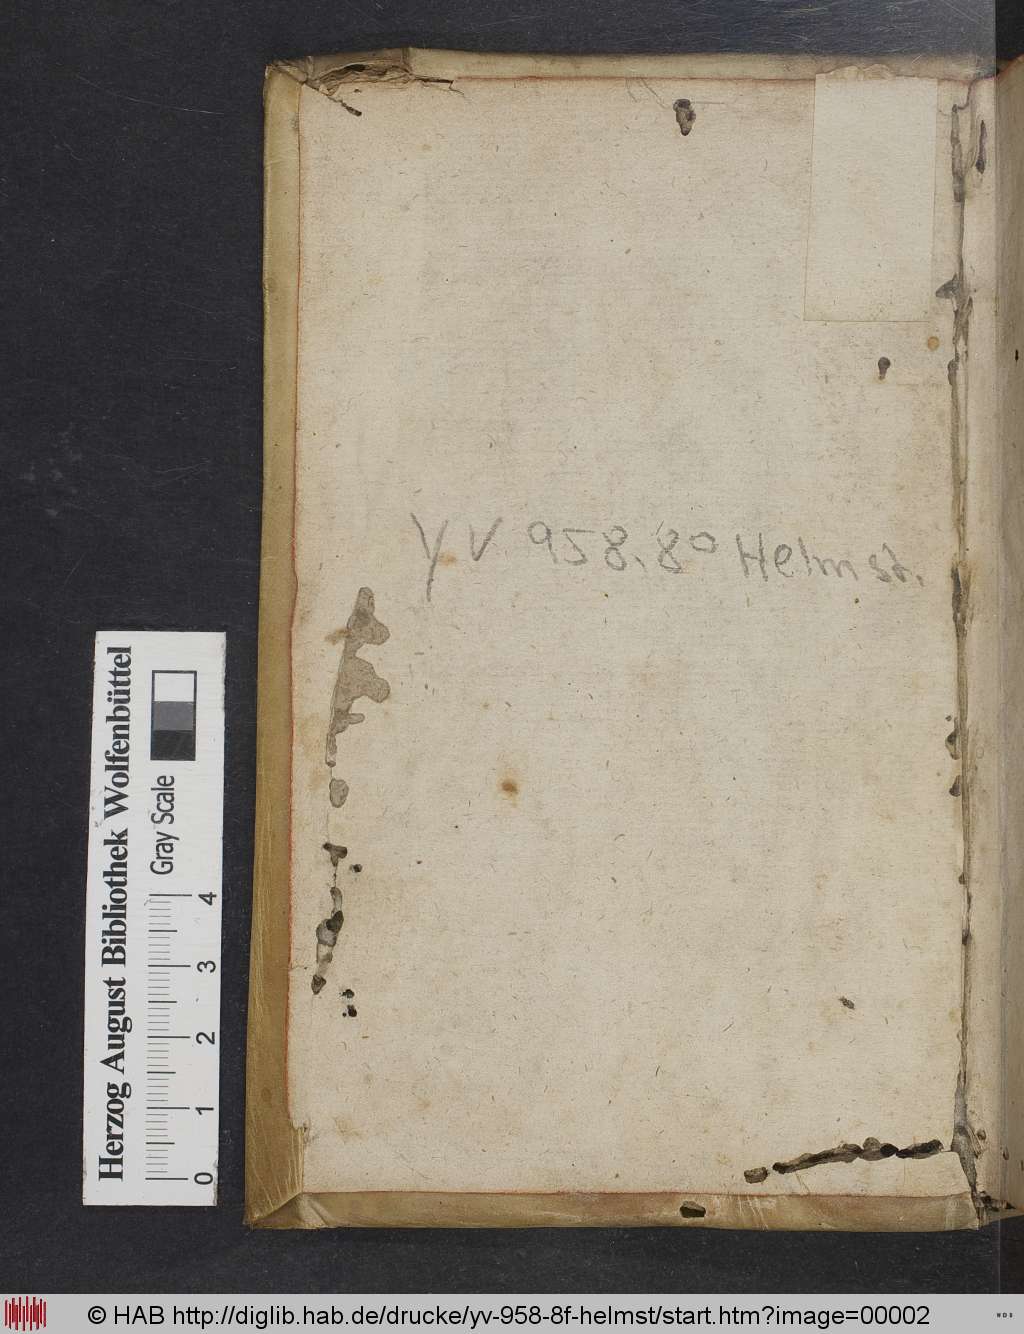 YV 958.8º Helmst.
Herzog August Bibliothek Wolfenbüttel
Gray Scale
0 1 2 3 4
© HAB http://diglib.hab.de/drucke/yv-958-8f-helmst/start.htm?image=00002